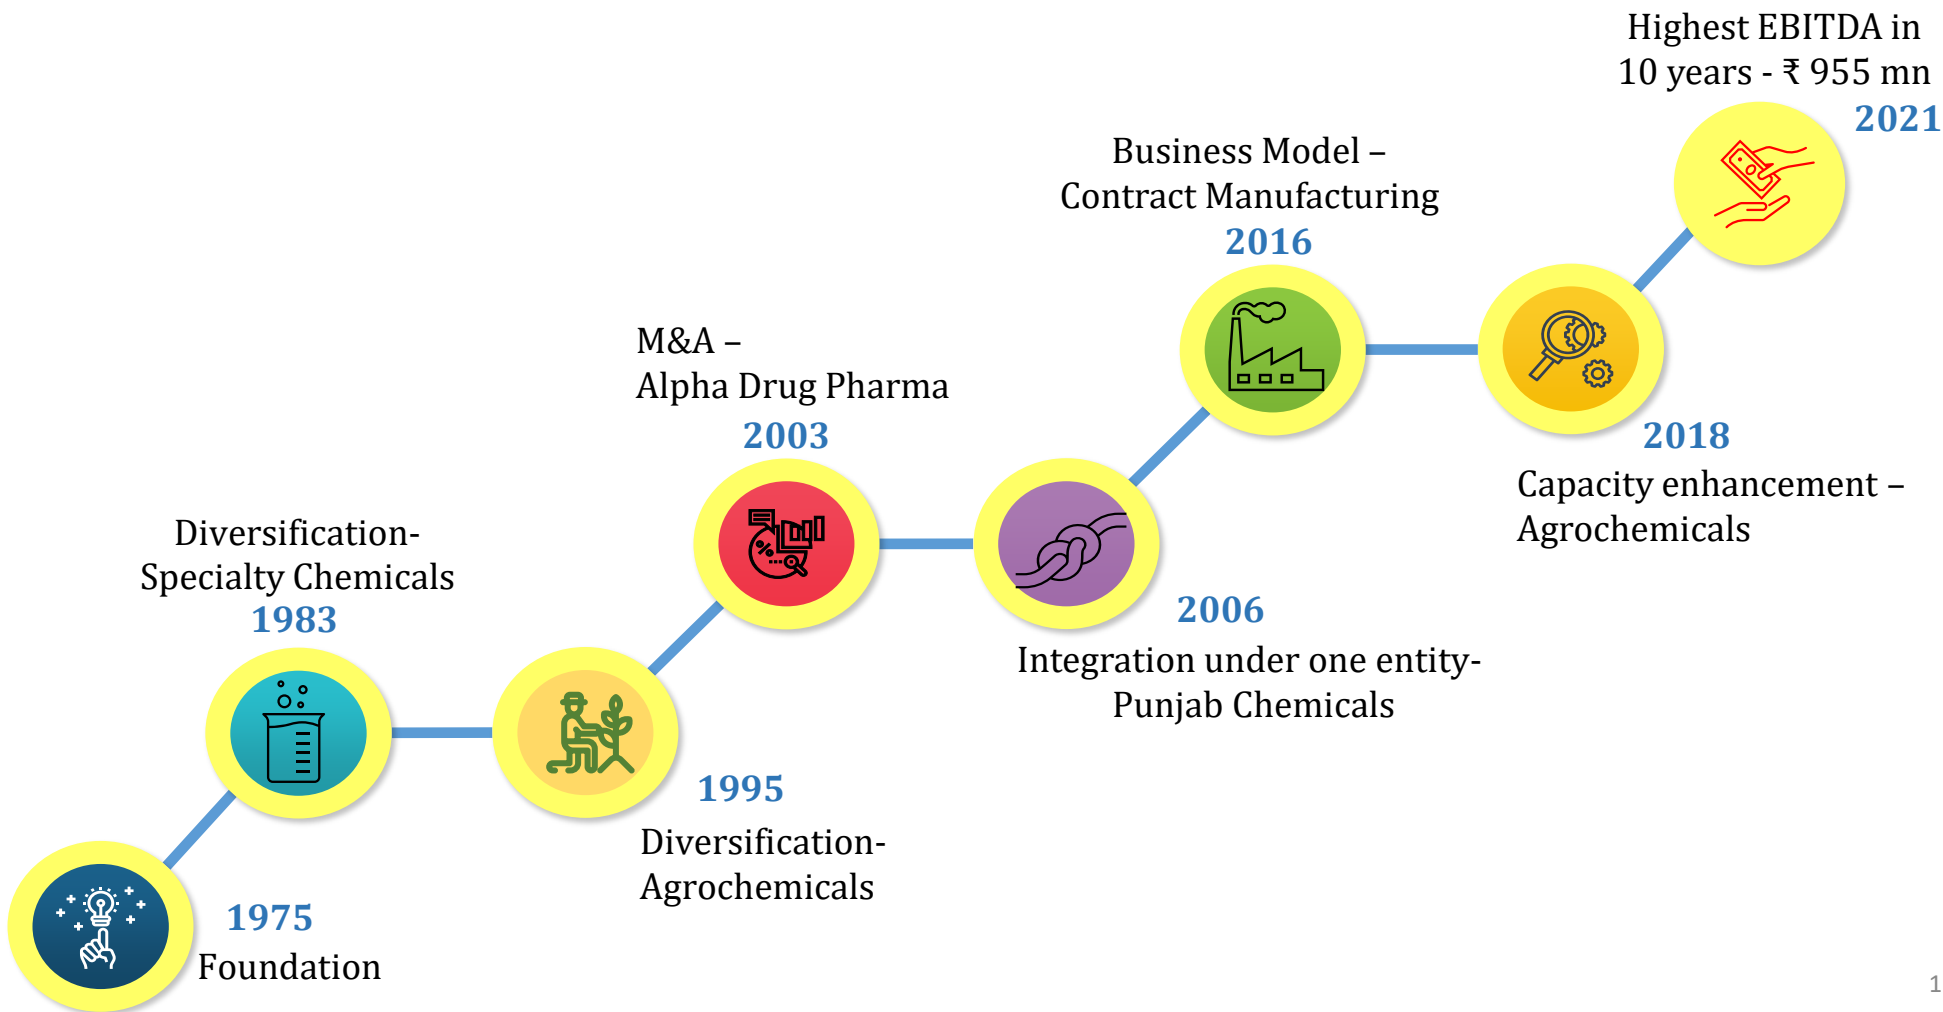 Highest EBITDA in
10 years - ₹ 955 mn
2021
Business Model –
Contract Manufacturing
2016
M&A –
Alpha Drug Pharma
2003
2018
Capacity enhancement –
Agrochemicals
Diversification-
Specialty Chemicals
1983
2006
Integration under one entity-
Punjab Chemicals
1995
Diversification-
Agrochemicals
1975
Foundation
%
1